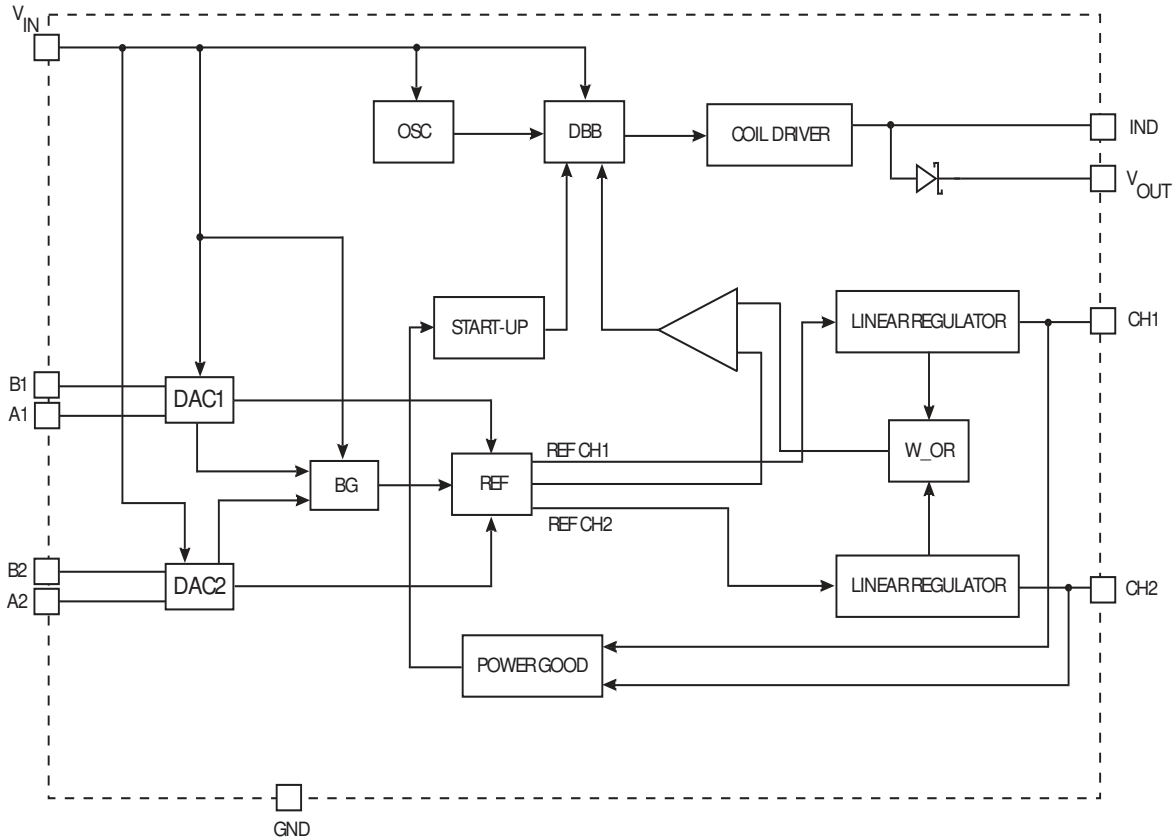 VIN
OSC
DBB
COIL DRIVER
IND
VOUT
START-UP
LINEAR REGULATOR
CH1
B1
A1
DAC1
REF CH1
W_OR
BG
REF
REF CH2
B2
A2
DAC2
LINEAR REGULATOR
CH2
POWER GOOD
GND